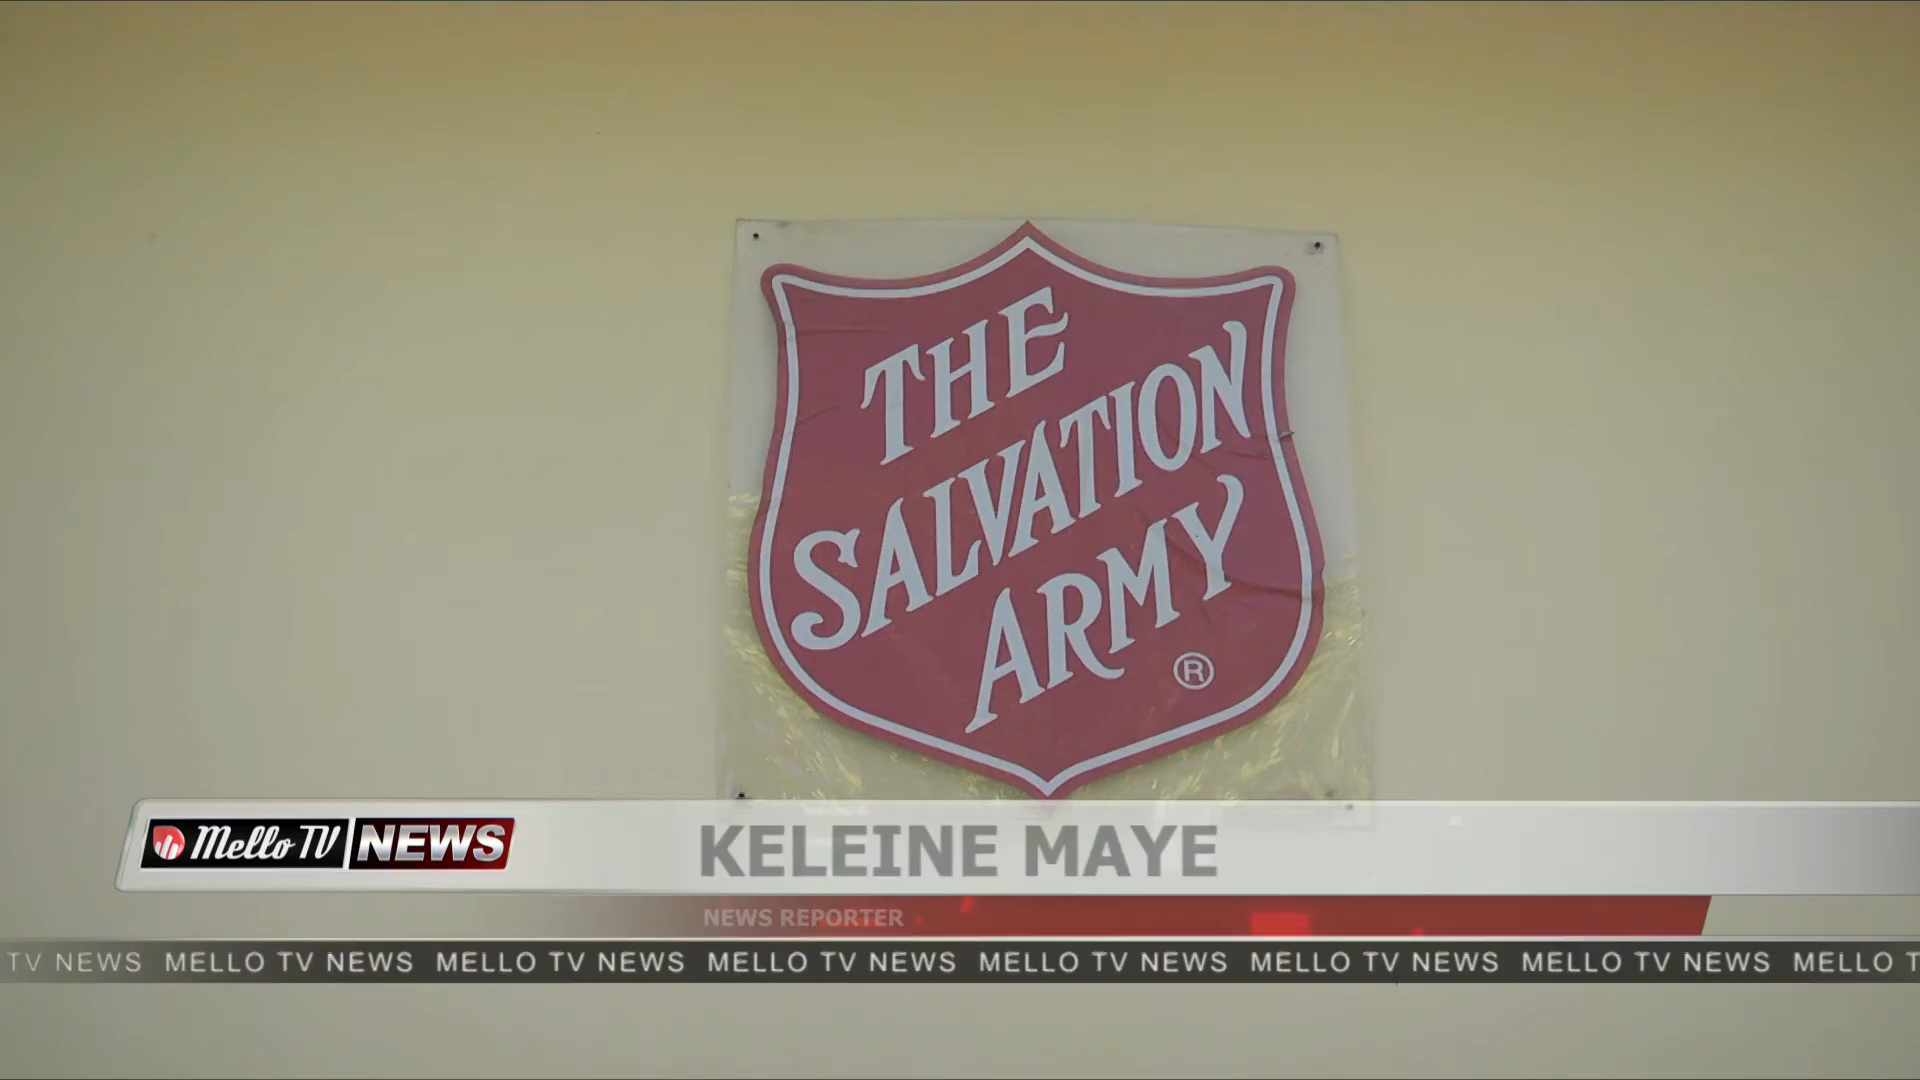 THE
SALVATION
ARMY
®
Mello TV NEWS
KELEINE MAYE
NEWS REPORTER
TV NEWS MELLO TV NEWS MELLO TV NEWS MELLO TV NEWS MELLO TV NEWS MELLO TV NEWS MELLO TV NEWS MELLO T